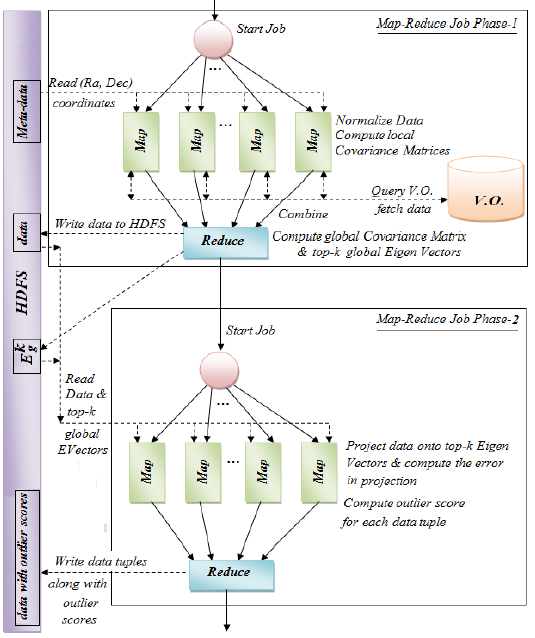 Map-Reduce Job Phase-1
Start Job
...
Read (Ra, Dec)
coordinates
Meta-data
Map
Map
...
Map
Map
Normalize Data
Compute local
Covariance Matrices
Query V.O.
fetch data
V.O.
Combine
Write data to HDFS
data
Reduce
Compute global Covariance Matrix
& top-k global Eigen Vectors
HDFS
Map-Reduce Job Phase-2
Start Job
E^k_g
Read
Data &
top-k
global
EVectors
...
Map
Map
...
Map
Map
Project data onto top-k Eigen
Vectors & compute the error
in projection
Compute outlier score
for each data tuple
data with outlier scores
Write data tuples
along with
outlier
scores
Reduce